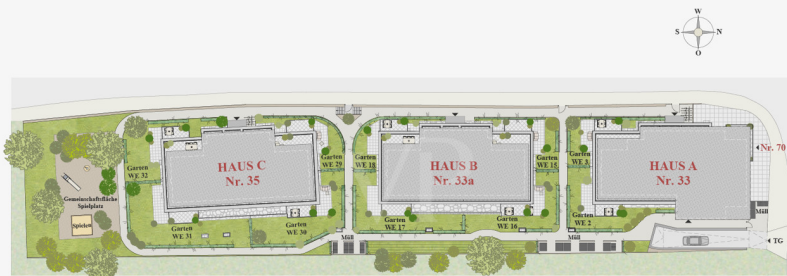 W
S
N
O
HAUS C
Nr. 35
HAUS B
Nr. 33a
HAUS A
Nr. 33
Nr. 70
Garten
WE 32
Garten
WE 29
Garten
WE 18
Garten
WE 15
Garten
WE 3
Gemeinschaftsfläche
Spielplatz
Spielen
Garten
WE 31
Garten
WE 30
Garten
WE 17
Garten
WE 16
Garten
WE 2
Müll
Müll
Müll
TG